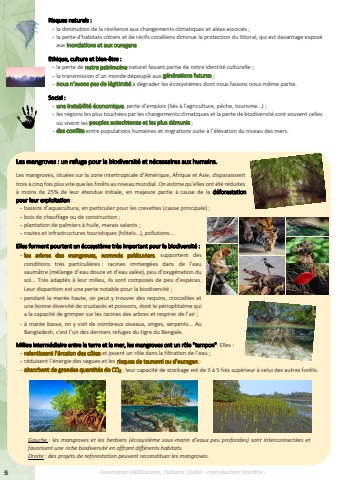 Risques naturels :
- la diminution de la résilience aux changements climatiques et aléas associés ;
- la perte d'habitats côtiers et de récifs coralliens diminue la protection du littoral, qui est davantage exposé
aux inondations et aux ouragans
Ethique, culture et bien-être :
- la perte de notre patrimoine naturel faisant partie de notre identité culturelle ;
- la transmission d'un monde dépeuplé aux générations futures ;
- nous n'avons pas de légitimité à dégrader les écosystèmes dont nous faisons nous-même partie.
Social :
- une instabilité économique, perte d'emplois (liés à l'agriculture, pêche, tourisme...) ;
- les régions les plus touchées par les changements climatiques et la perte de biodiversité sont souvent celles
où vivent les peuples autochtones et les plus démunis ;
- des conflits entre populations humaines et migrations suite à l'élévation du niveau des mers.
Les mangroves : un refuge pour la biodiversité et nécessaires aux humains.
Les mangroves, situées sur la zone intertropicale d'Amérique, Afrique et Asie, disparaissent
trois à cinq fois plus vite que les forêts au niveau mondial. On estime qu'elles ont été réduites
à moins de 25% de leur étendue initiale, en majeure partie à cause de la déforestation
pour leur exploitation :
- bassins d'aquaculture, en particulier pour les crevettes (cause principale) ;
- bois de chauffage ou de construction ;
- plantation de palmiers à huile, marais salants ;
- routes et infrastructures touristiques (hôtels...), pollutions...
Elles forment pourtant un écosystème très important pour la biodiversité :
- les arbres des mangroves, nommés palétuviers, supportent des
conditions très particulières : racines immergées dans de l'eau
saumâtre (mélange d'eau douce et d'eau salée), peu d'oxygénation du
sol... Très adaptés à leur milieu, ils sont composés de peu d'espèces.
Leur disparition est une perte notable pour la biodiversité ;
- pendant la marée haute, on peut y trouver des requins, crocodiles et
une bonne diversité de crustacés et poissons, dont le périophtalme qui
a la capacité de grimper sur les racines des arbres et respirer de l'air ;
- à marée basse, on y voit de nombreux oiseaux, singes, serpents... Au
Bangladesh, c'est l'un des derniers refuges du tigre du Bengale.
Milieu intermédiaire entre la terre et la mer, les mangroves ont un rôle "tampon". Elles :
- ralentissent l'érosion des côtes et jouent un rôle dans la filtration de l'eau ;
- réduisent l'énergie des vagues et les risques de tsunami ou d'ouragan ;
- absorbent de grandes quantités de CO₂ : leur capacité de stockage est de 3 à 5 fois supérieur à celui des autres forêts.
Gauche : les mangroves et les herbiers (écosystème sous-marin d'eaux peu profondes) sont interconnectées et
favorisent une riche biodiversité en offrant différents habitats.
Droite : des projets de reforestation peuvent reconstituer les mangroves.
5